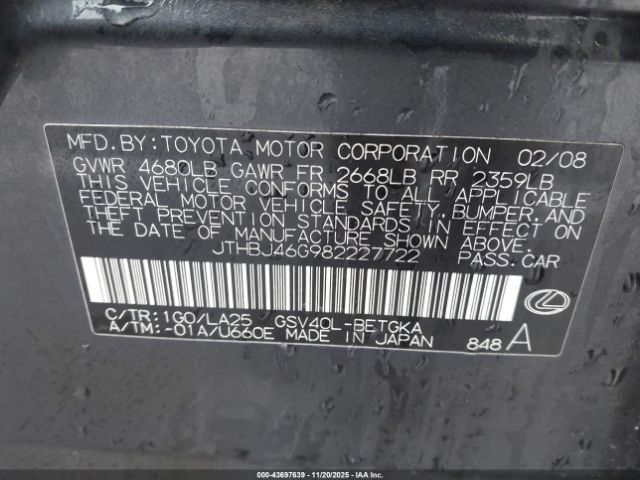 MFD. BY: TOYOTA MOTOR CORPORATION 02/08
GVWR 4680LB GAWR FR 2668LB RR 2359LB
THIS VEHICLE CONFORMS TO ALL APPLICABLE
FEDERAL MOTOR VEHICLE SAFETY, BUMPER, AND
THEFT PREVENTION STANDARDS IN EFFECT ON
THE DATE OF MANUFACTURE SHOWN ABOVE.
JTHBJ46G982227722 PASS. CAR
C/TR: 1G0/LA25 GSV40L-BETGKA
A/TM: -01A/U660E MADE IN JAPAN 848 A
000-43697639 - 11/20/2025 - IAA, Inc.